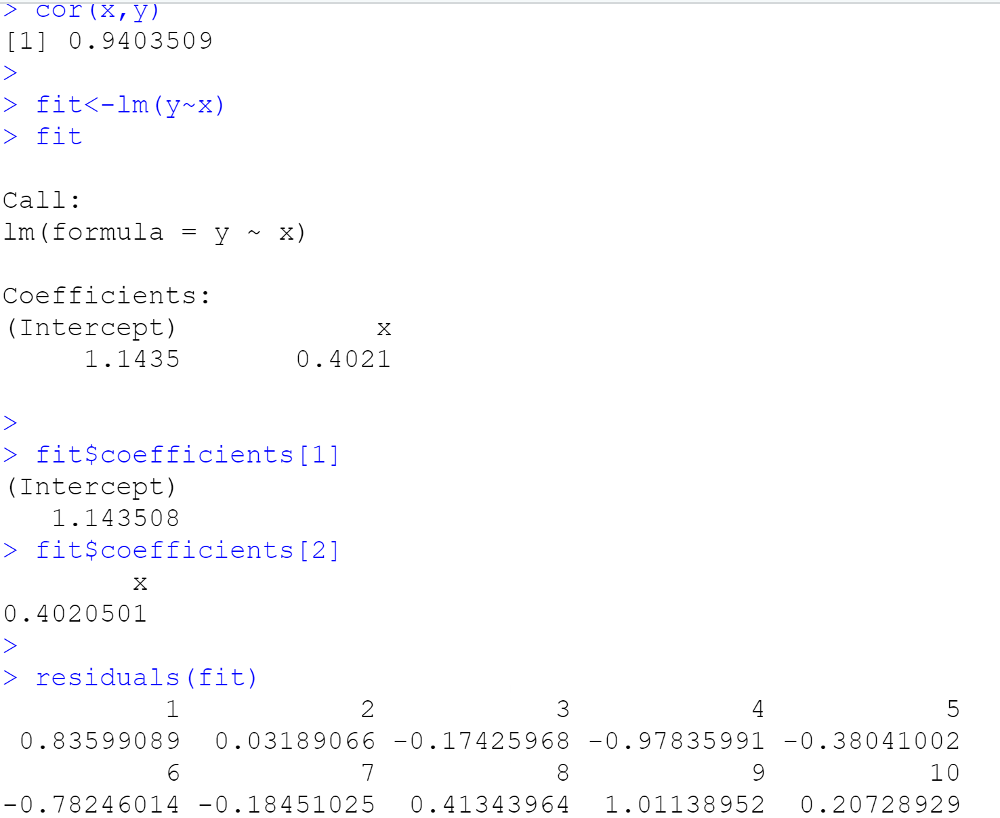 > cor(x,y)
[1] 0.9403509
>
> fit<-lm(y~x)
> fit
Call:
lm(formula = y ~ x)
Coefficients:
(Intercept)            x
     1.1435       0.4021
>
> fit$coefficients[1]
(Intercept)
   1.143508
> fit$coefficients[2]
        x
0.4020501
>
> residuals(fit)
          1           2           3           4           5
 0.83599089  0.03189066 -0.17425968 -0.97835991 -0.38041002
          6           7           8           9          10
-0.78246014 -0.18451025  0.41343964  1.01138952  0.20728929